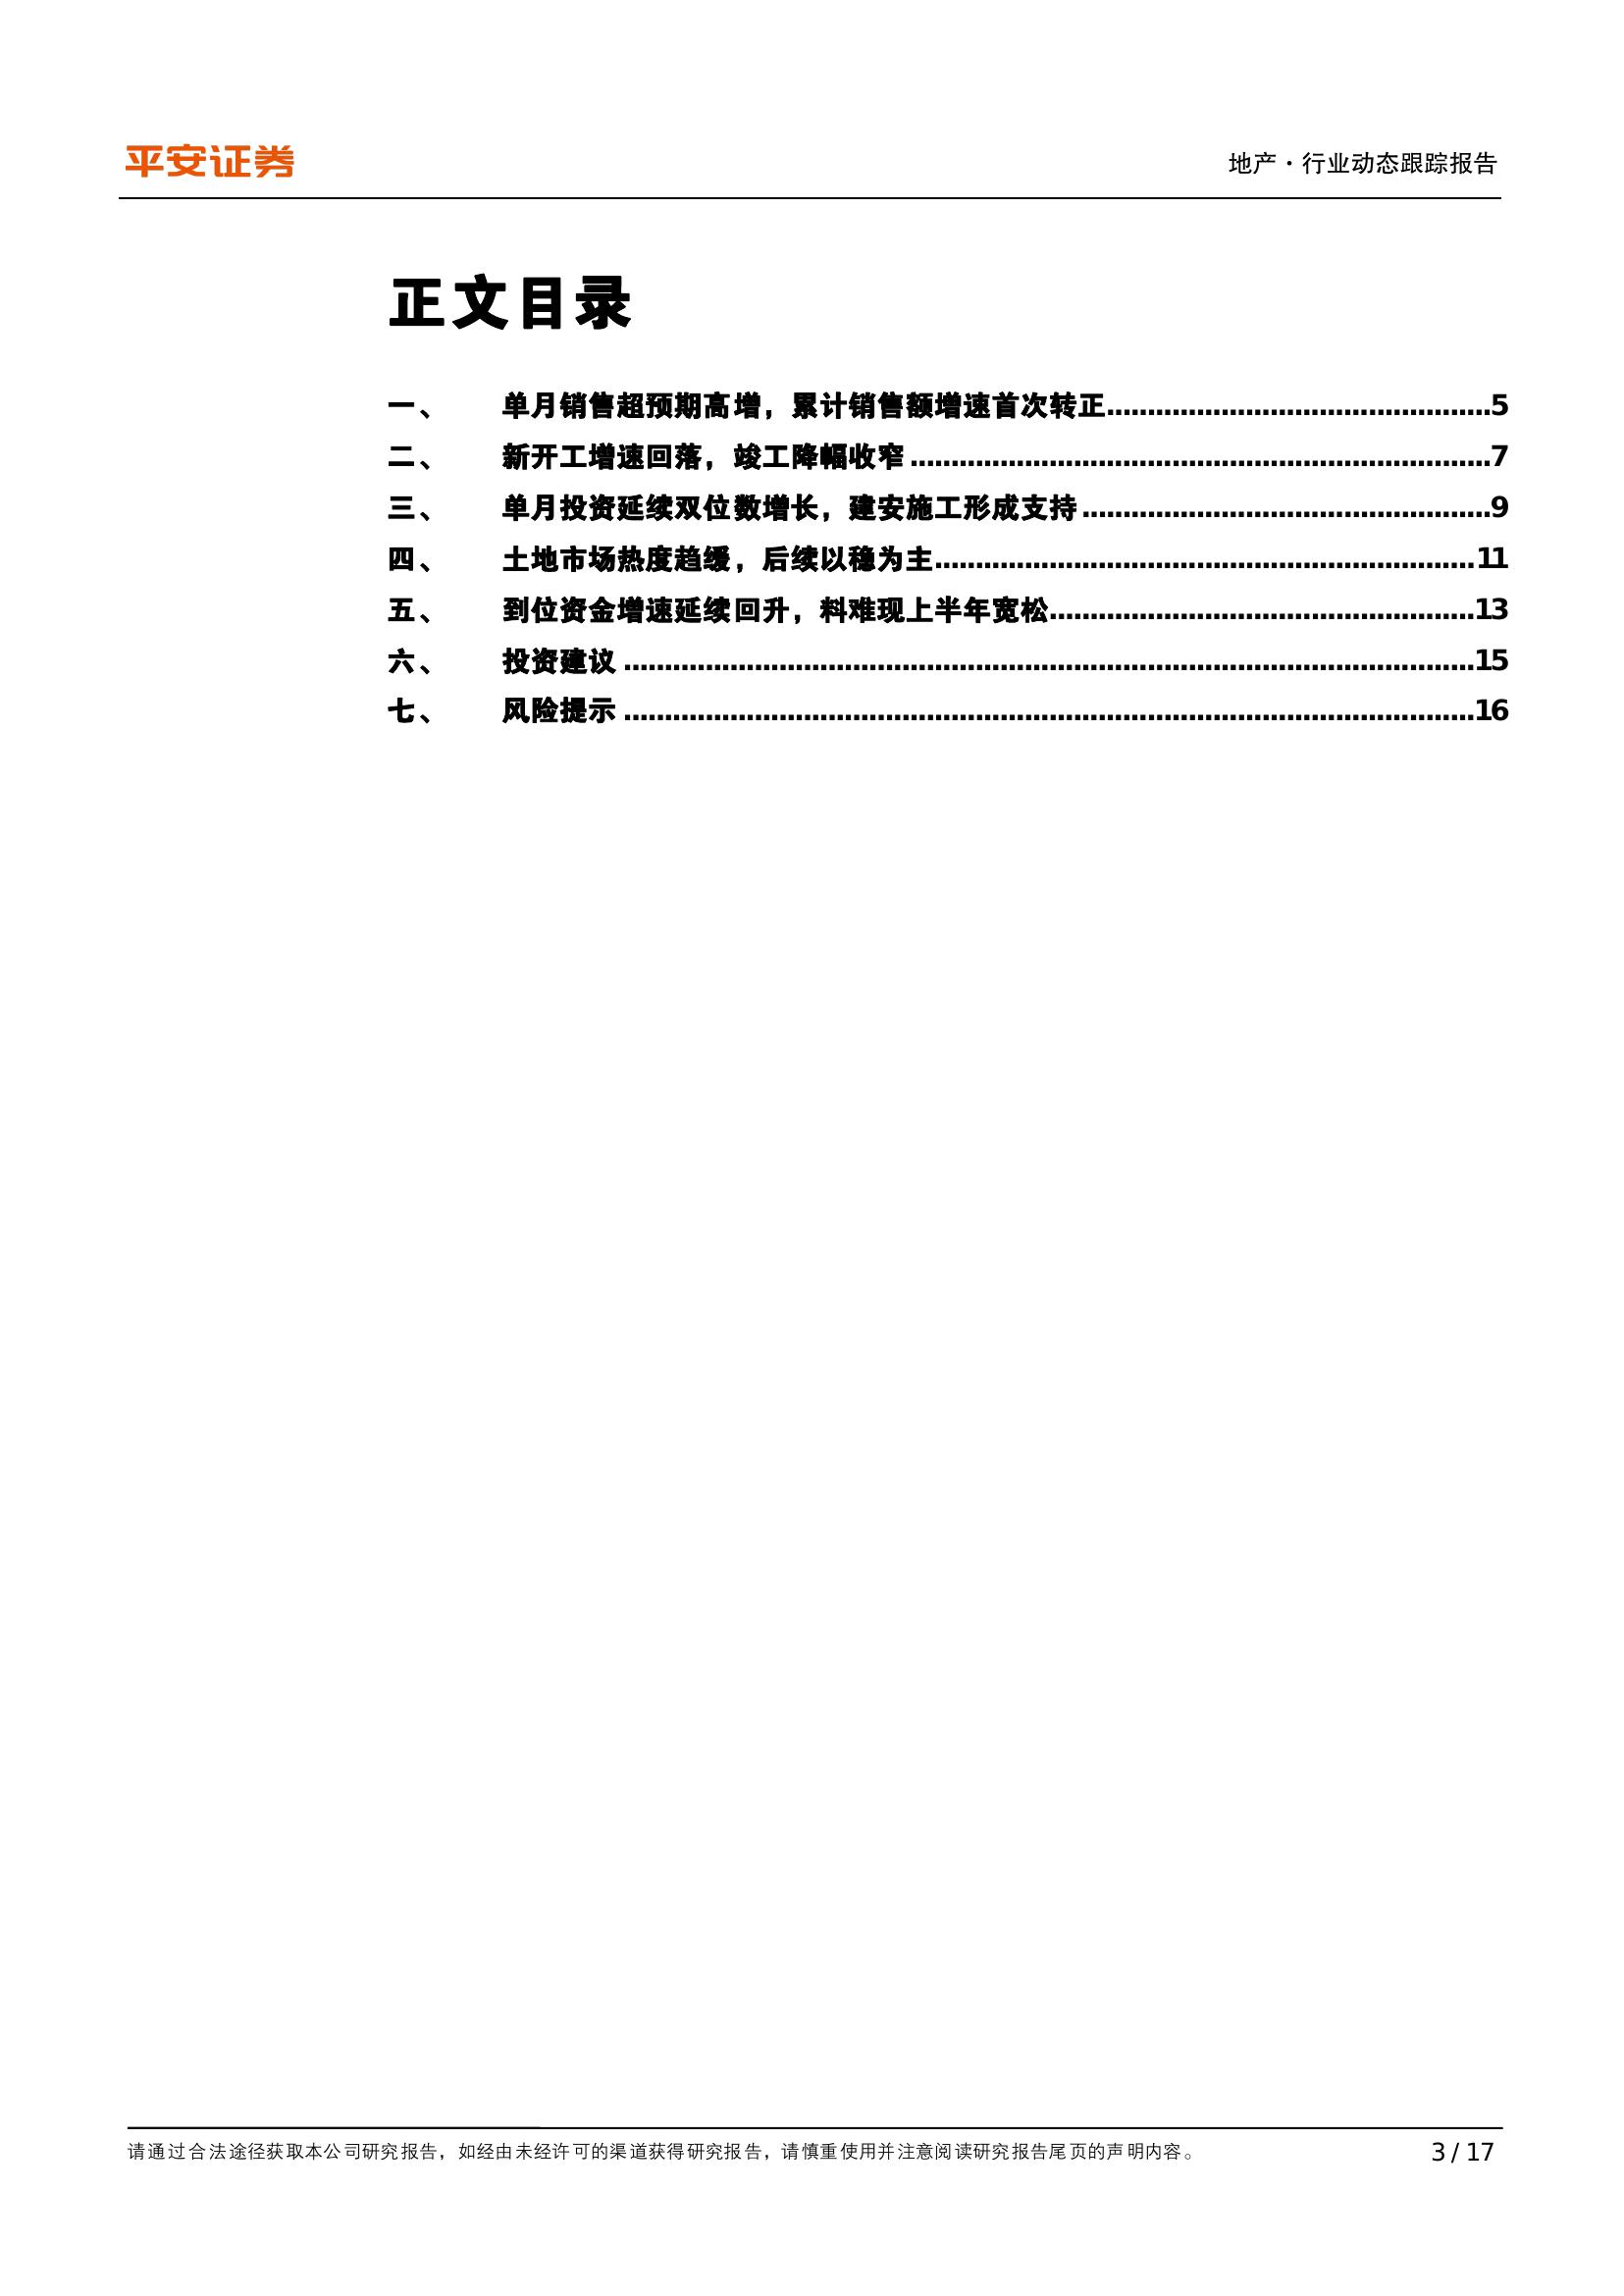 平安证券
地产·行业动态跟踪报告
正文目录
一、 单月销售超预期高增，累计销售额增速首次转正...............................................5
二、 新开工增速回落，竣工降幅收窄.......................................................................7
三、 单月投资延续双位数增长，建安施工形成支持..................................................9
四、 土地市场热度趋缓，后续以稳为主..................................................................11
五、 到位资金增速延续回升，料难现上半年宽松....................................................13
六、 投资建议........................................................................................................15
七、 风险提示........................................................................................................16
请通过合法途径获取本公司研究报告，如经由未经许可的渠道获得研究报告，请慎重使用并注意阅读研究报告尾页的声明内容。
3 / 17